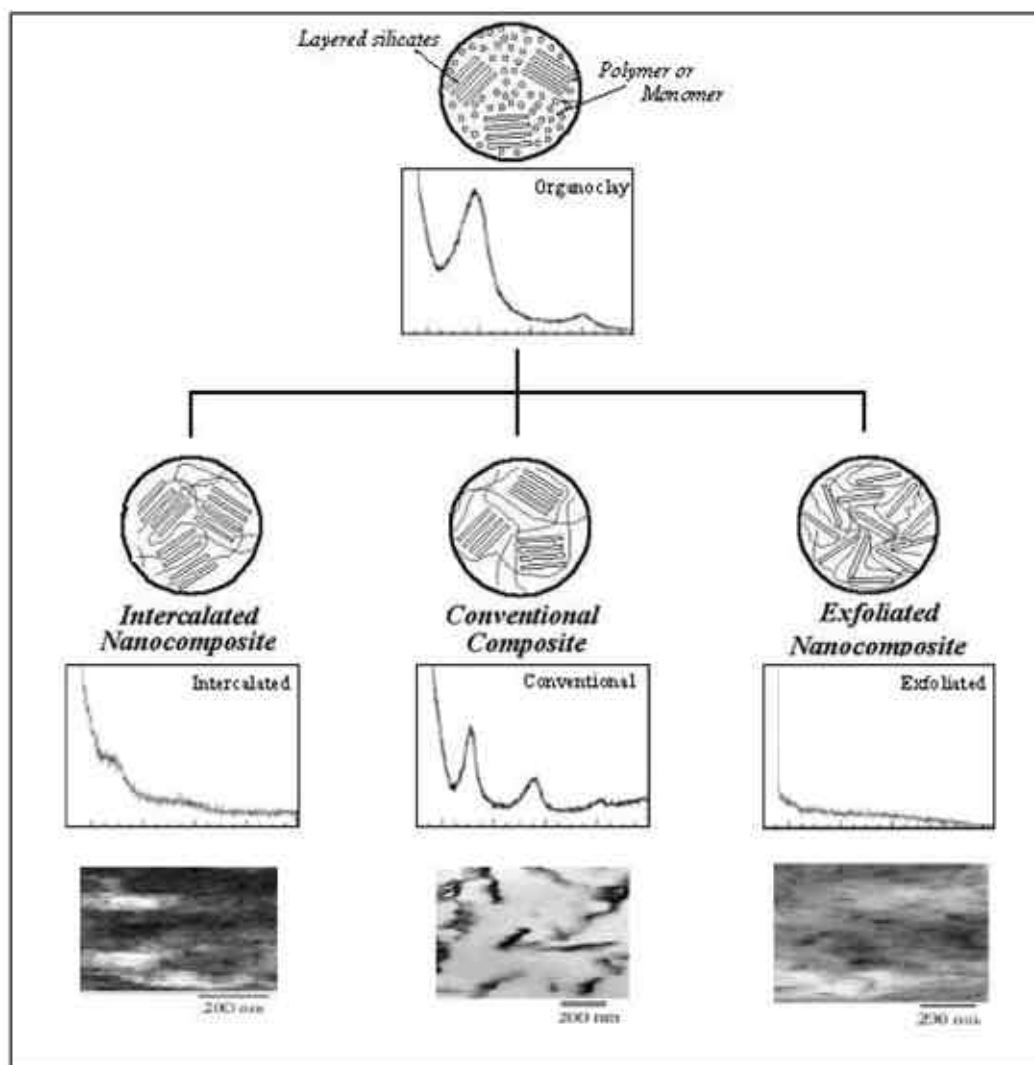 Layered silicates
Polymer or
Monomer
Organoclay
Intercalated
Nanocomposite
Conventional
Composite
Exfoliated
Nanocomposite
Intercalated
Conventional
Exfoliated
200 nm
200 nm
200 nm